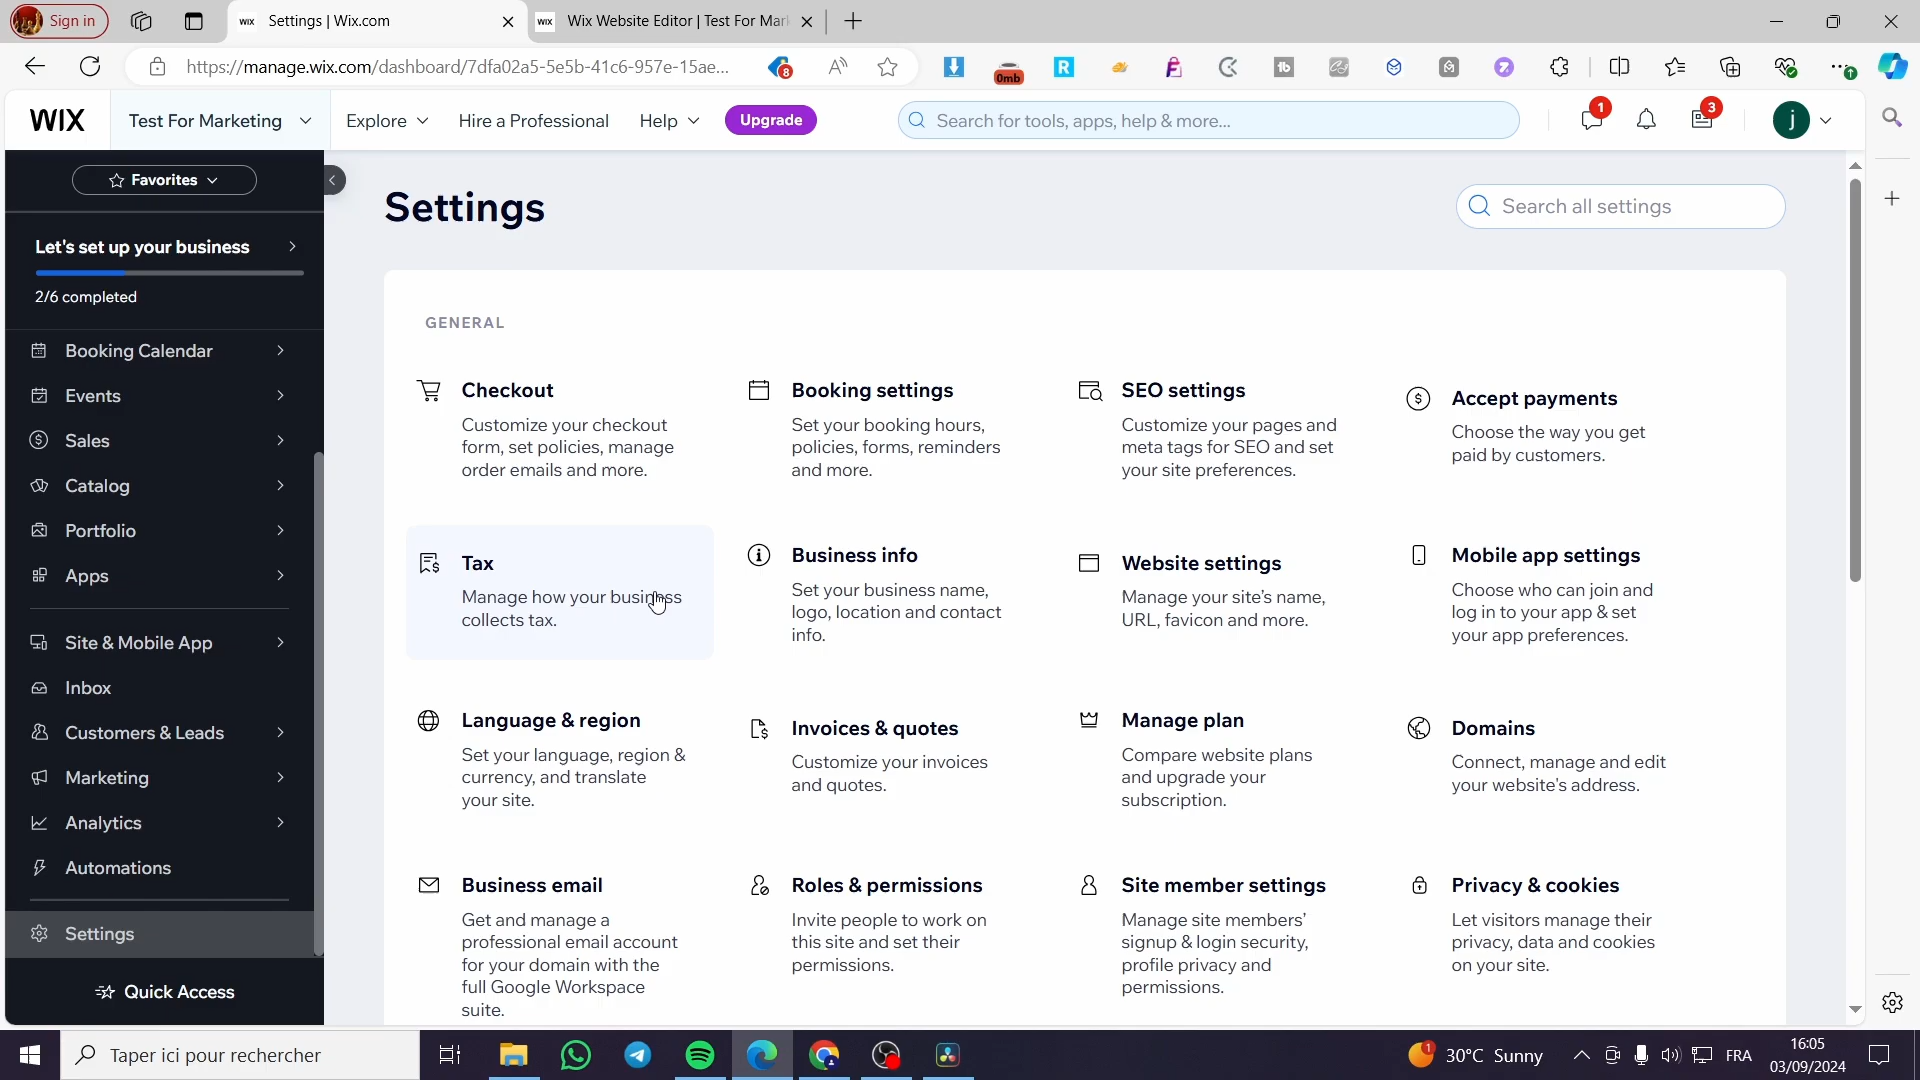 Sign in
WIX Settings | Wix.com
WIX Wix Website Editor | Test For Mark
https://manage.wix.com/dashboard/7dfa02a5-5e5b-41c6-957e-15ae...
8
0mb
WIX
Test For Marketing
Explore
Hire a Professional
Help
Upgrade
Search for tools, apps, help & more...
1
3
j
Favorites
Let's set up your business
2/6 completed
Booking Calendar
Events
Sales
Catalog
Portfolio
Apps
Site & Mobile App
Inbox
Customers & Leads
Marketing
Analytics
Automations
Settings
Quick Access
Settings
Search all settings
GENERAL
Checkout
Customize your checkout
form, set policies, manage
order emails and more.
Booking settings
Set your booking hours,
policies, forms, reminders
and more.
SEO settings
Customize your pages and
meta tags for SEO and set
your site preferences.
Accept payments
Choose the way you get
paid by customers.
Tax
Manage how your business
collects tax.
Business info
Set your business name,
logo, location and contact
info.
Website settings
Manage your site's name,
URL, favicon and more.
Mobile app settings
Choose who can join and
log in to your app & set
your app preferences.
Language & region
Set your language, region &
currency, and translate
your site.
Invoices & quotes
Customize your invoices
and quotes.
Manage plan
Compare website plans
and upgrade your
subscription.
Domains
Connect, manage and edit
your website's address.
Business email
Get and manage a
professional email account
for your domain with the
full Google Workspace
suite.
Roles & permissions
Invite people to work on
this site and set their
permissions.
Site member settings
Manage site members'
signup & login security,
profile privacy and
permissions.
Privacy & cookies
Let visitors manage their
privacy, data and cookies
on your site.
Taper ici pour rechercher
1
30°C Sunny
FRA
16:05
03/09/2024